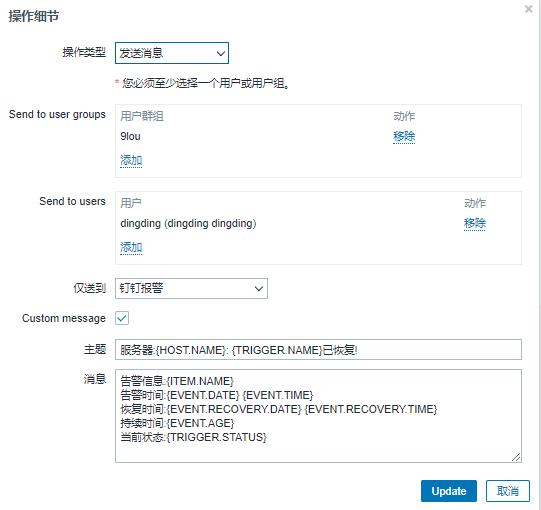 操作细节
操作类型 发送消息
* 您必须至少选择一个用户或用户组。
Send to user groups 用户群组 动作
9lou 移除
添加
Send to users 用户 动作
dingding (dingding dingding) 移除
添加
仅送到 钉钉报警
Custom message
主题 服务器:{HOST.NAME}: {TRIGGER.NAME}已恢复!
消息 告警信息:{ITEM.NAME}
告警时间:{EVENT.DATE} {EVENT.TIME}
恢复时间:{EVENT.RECOVERY.DATE} {EVENT.RECOVERY.TIME}
持续时间:{EVENT.AGE}
当前状态:{TRIGGER.STATUS}
Update 取消